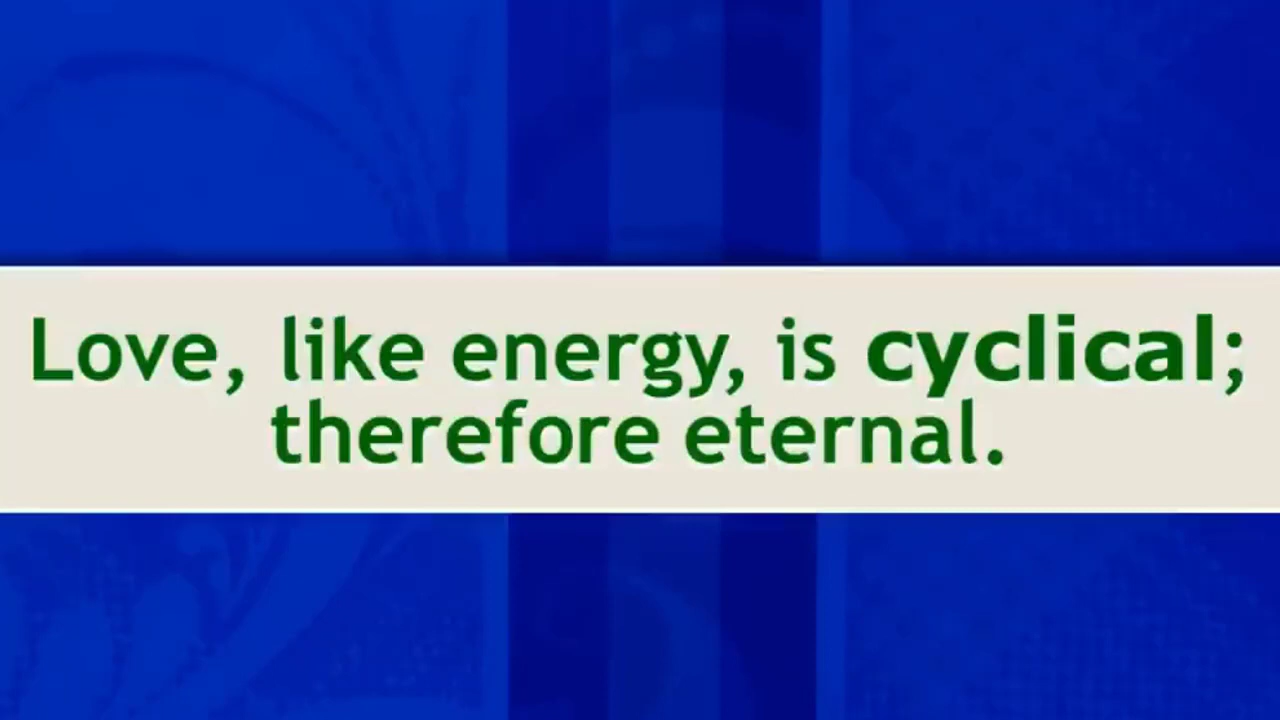 Love, like energy, is cyclical;
therefore eternal.